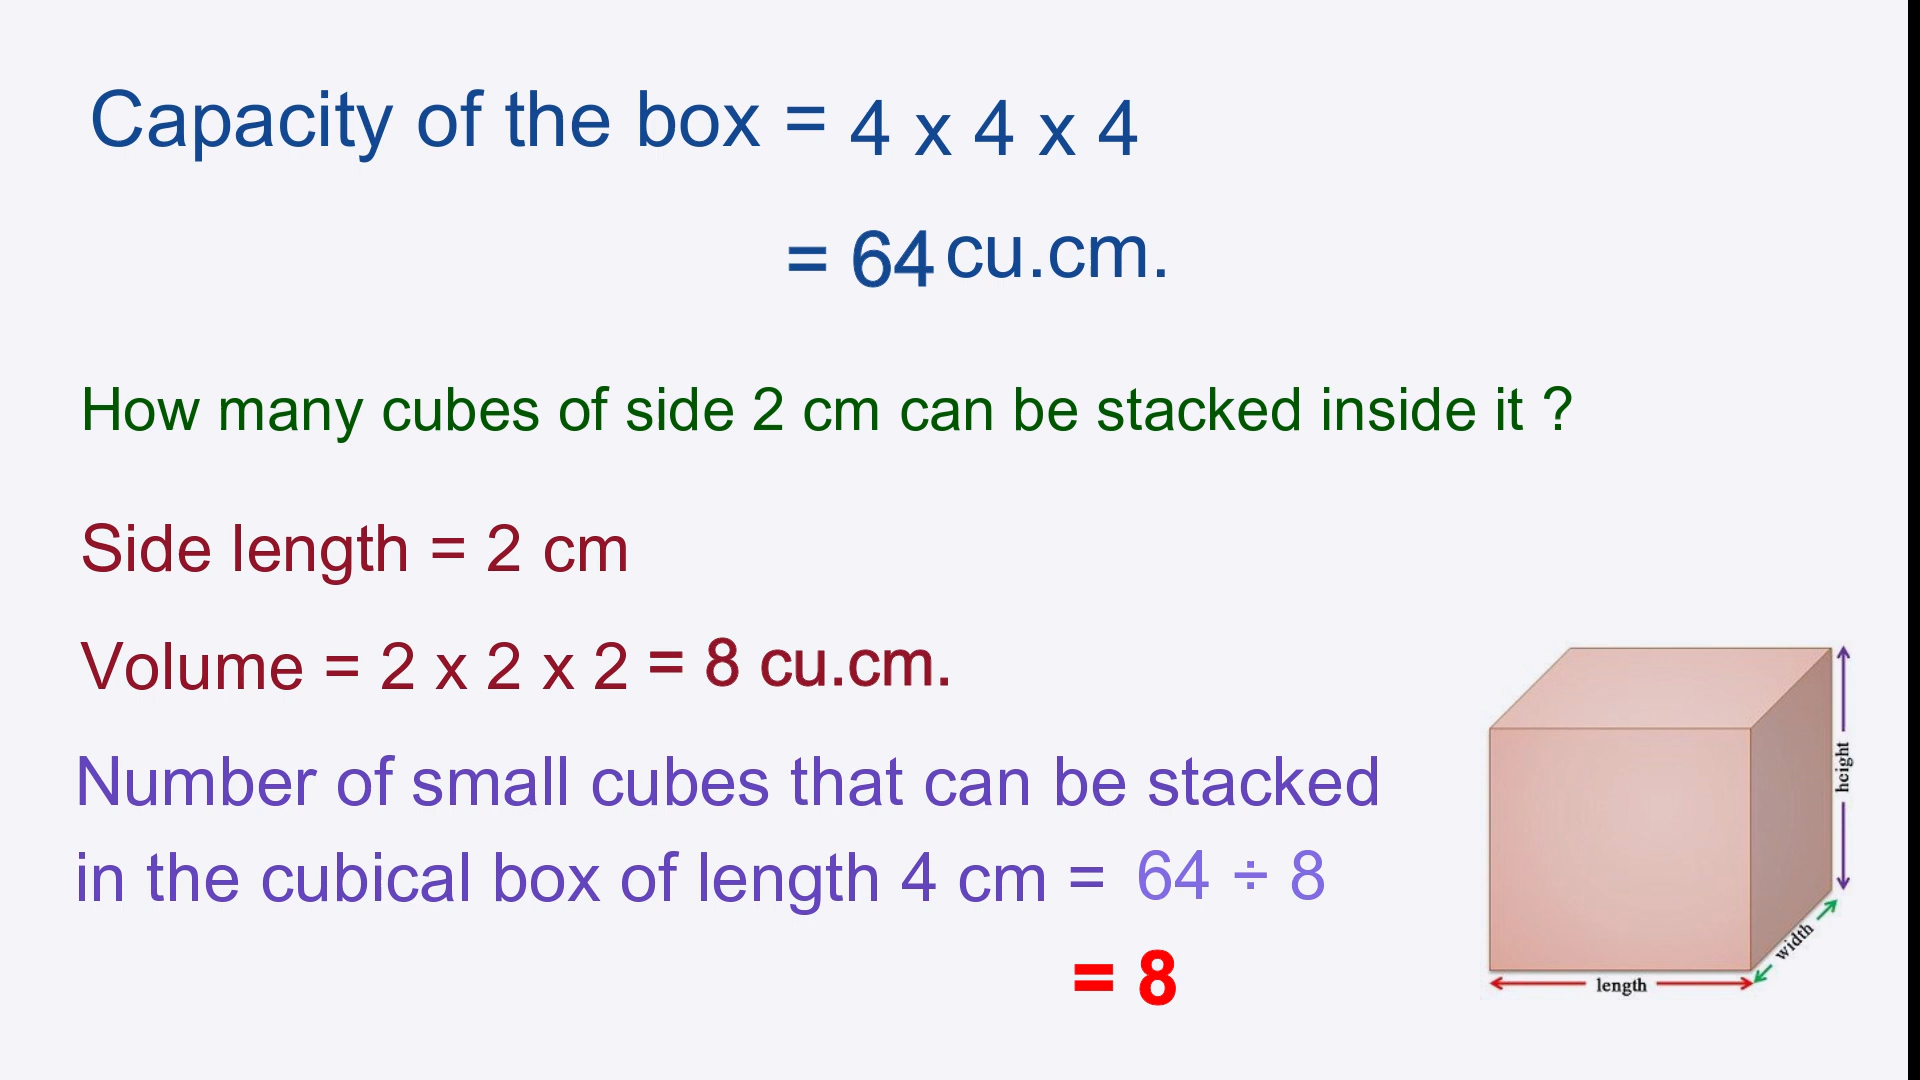 Capacity of the box = 4 x 4 x 4
= 64 cu.cm.
How many cubes of side 2 cm can be stacked inside it ?
Side length = 2 cm
Volume = 2 x 2 x 2 = 8 cu.cm.
Number of small cubes that can be stacked
in the cubical box of length 4 cm = 64 ÷ 8
= 8
height
width
length